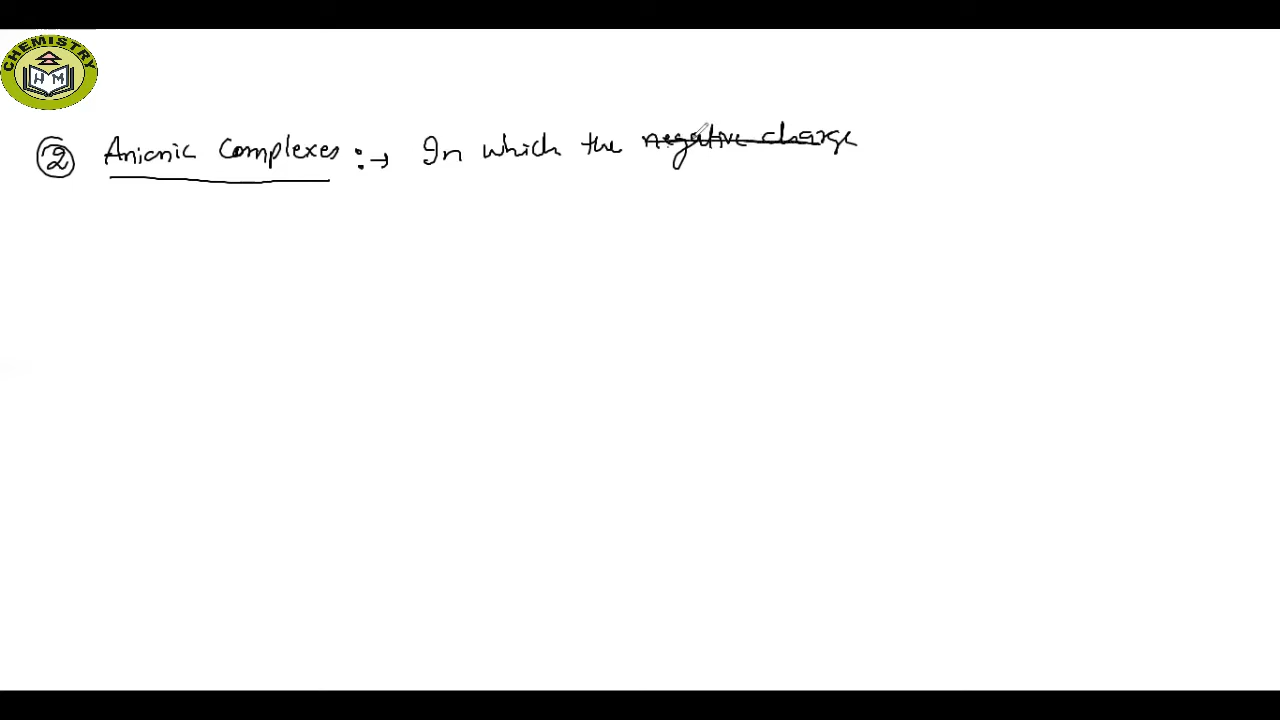 CHEMISTRY
H M
② Anionic Complexes :→ In which the negative charge